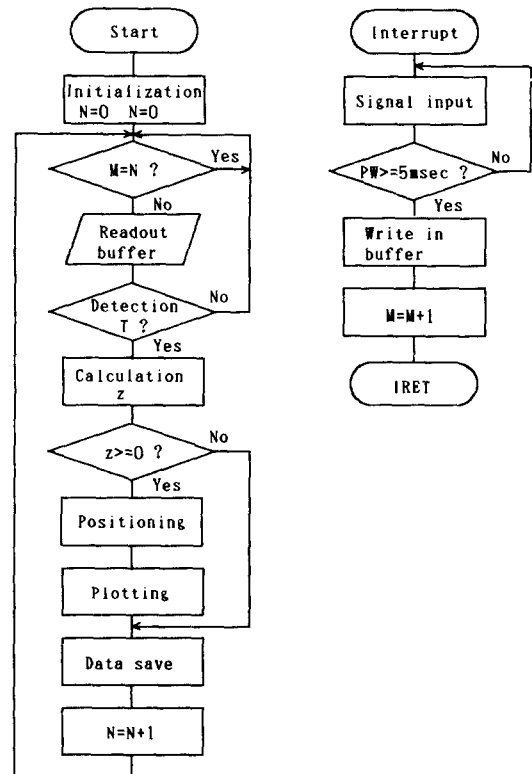 Start
Initialization
N=0 N=0
M=N ?
Yes
No
Readout
buffer
Detection
T ?
No
Yes
Calculation
z
z>=0 ?
No
Yes
Positioning
Plotting
Data save
N=N+1
Interrupt
Signal input
PW>=5msec ?
No
Yes
Write in
buffer
M=M+1
IRET